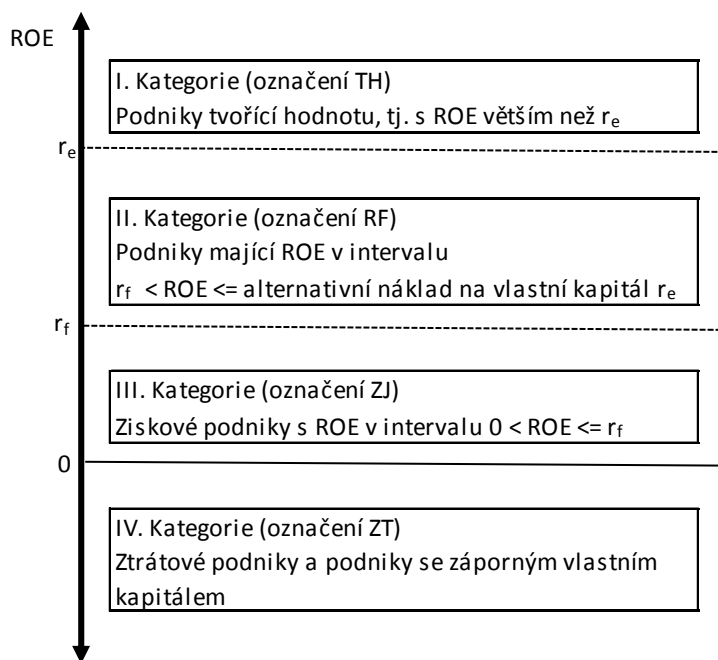 ROE
I. Kategorie (označení TH)
Podniky tvořící hodnotu, tj. s ROE větším než re
re
II. Kategorie (označení RF)
Podniky mající ROE v intervalu
rf < ROE <= alternativní náklad na vlastní kapitál re
rf
III. Kategorie (označení ZJ)
Ziskové podniky s ROE v intervalu 0 < ROE <= rf
0
IV. Kategorie (označení ZT)
Ztrátové podniky a podniky se záporným vlastním
kapitálem